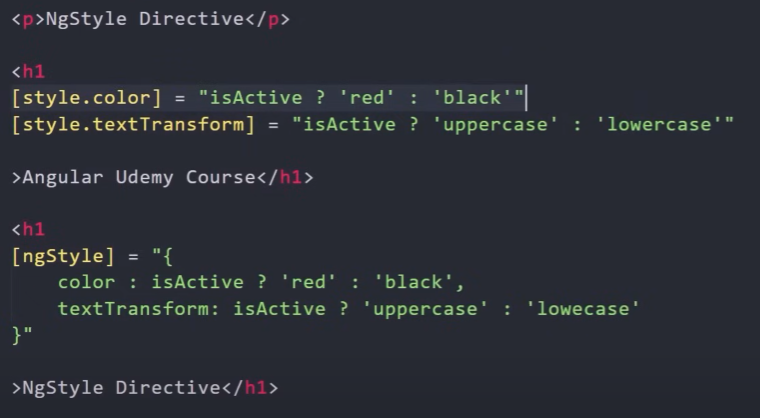 <p>NgStyle Directive</p>
<h1
[style.color] = "isActive ? 'red' : 'black'"
[style.textTransform] = "isActive ? 'uppercase' : 'lowercase'"
>Angular Udemy Course</h1>
<h1
[ngStyle] = "{
color : isActive ? 'red' : 'black',
textTransform: isActive ? 'uppercase' : 'lowecase'
}"
>NgStyle Directive</h1>